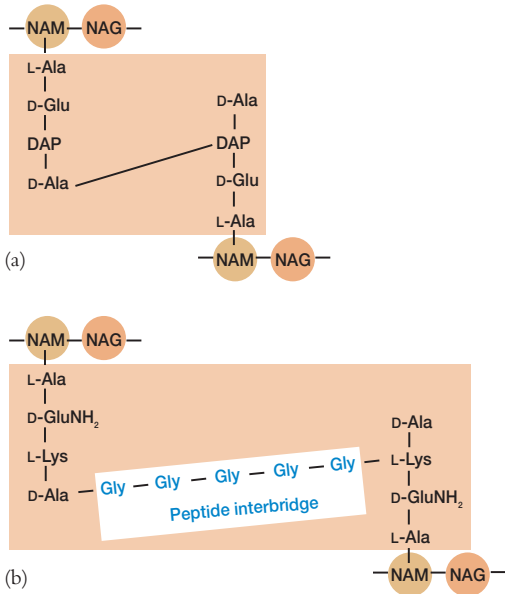 NAM NAG
L-Ala
D-Glu
DAP
D-Ala
D-Ala
DAP
D-Glu
L-Ala
NAM NAG
(a)
NAM NAG
L-Ala
D-GluNH₂
L-Lys
D-Ala
Gly Gly Gly Gly Gly
Peptide interbridge
D-Ala
L-Lys
D-GluNH₂
L-Ala
NAM NAG
(b)